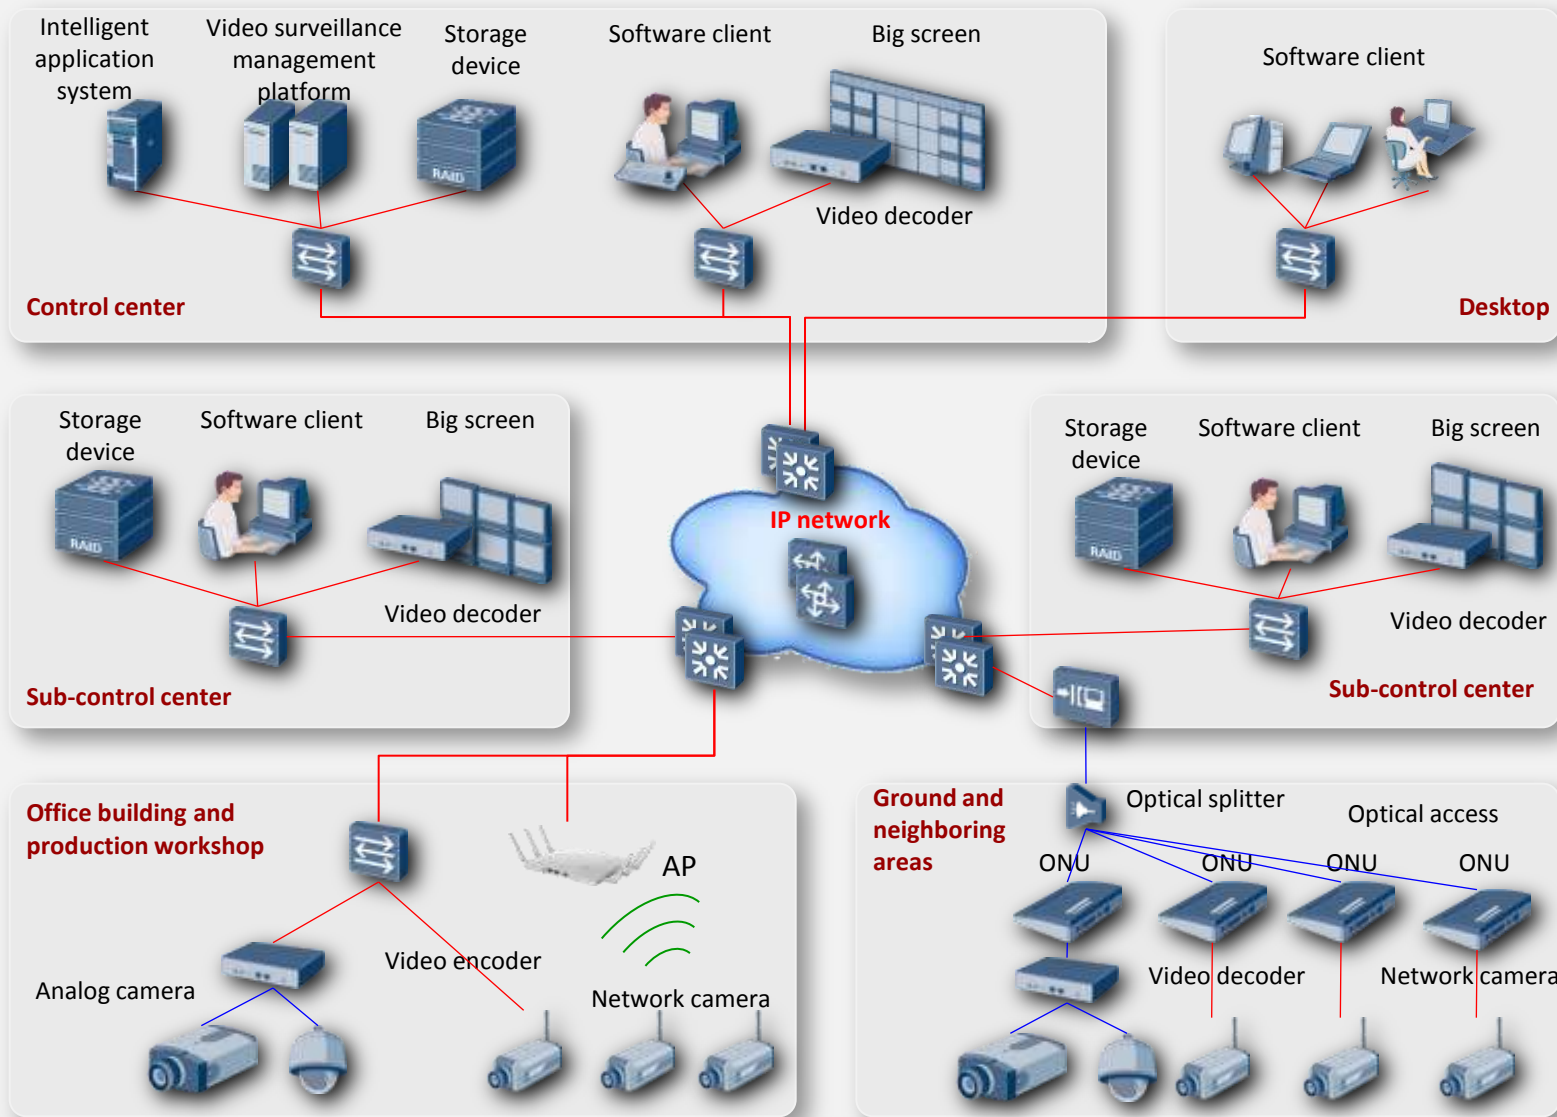 Intelligent
application
system
Video surveillance
management
platform
Storage
device
Software client
Big screen
RAID
Video decoder
Control center
Software client
Desktop
Storage
device
Software client
Big screen
RAID
Video decoder
Sub-control center
IP network
Storage
device
Software client
Big screen
RAID
Video decoder
Sub-control center
Office building and
production workshop
AP
Video encoder
Analog camera
Network camera
Ground and
neighboring
areas
Optical splitter
Optical access
ONU
ONU
ONU
ONU
Video decoder
Network camera